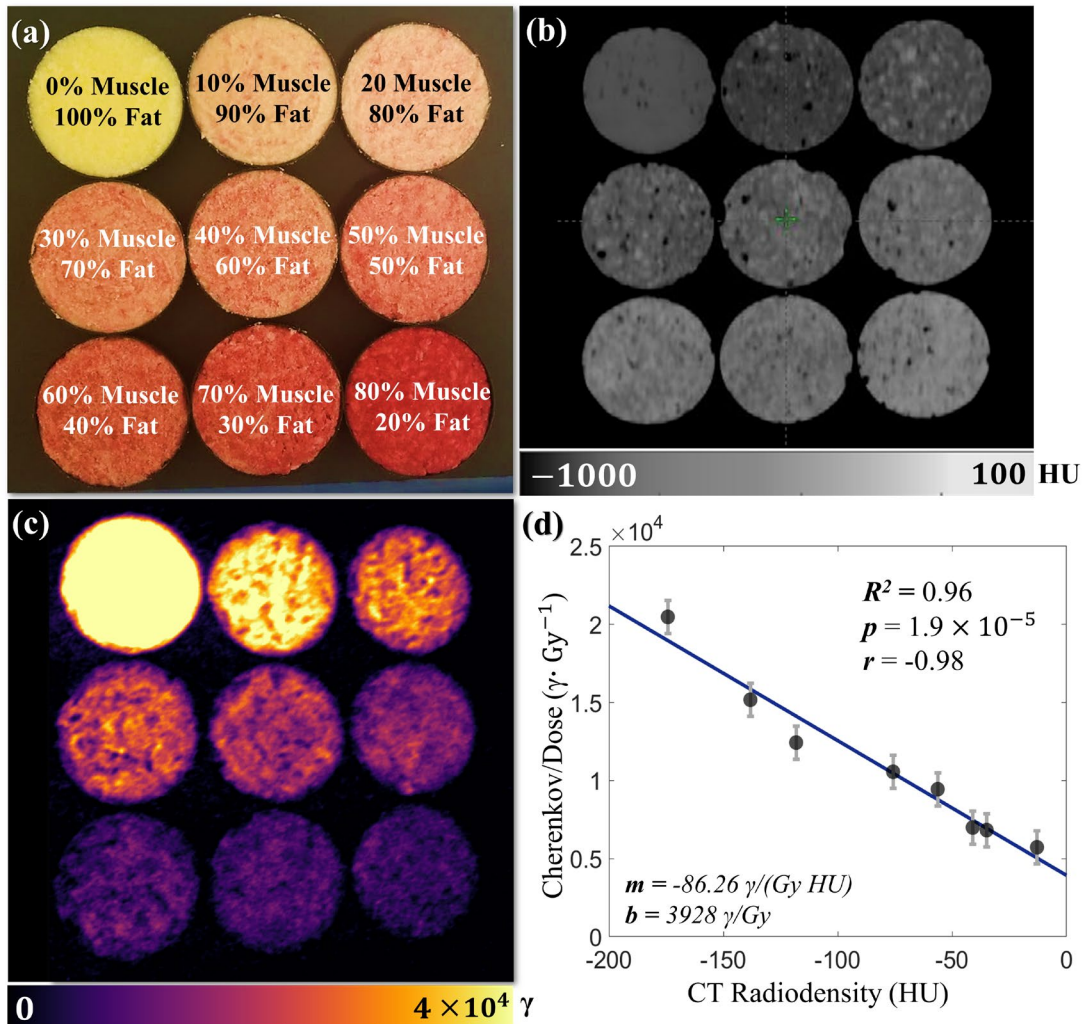 (a)
0% Muscle
100% Fat
10% Muscle
90% Fat
20 Muscle
80% Fat
30% Muscle
70% Fat
40% Muscle
60% Fat
50% Muscle
50% Fat
60% Muscle
40% Fat
70% Muscle
30% Fat
80% Muscle
20% Fat
(b)
−1000
100 HU
(c)
0
4 ×10⁴ γ
(d)
×10⁴
2.5
2
1.5
1
0.5
0
Cherenkov/Dose (γ· Gy⁻¹)
R² = 0.96
p = 1.9 × 10⁻⁵
r = -0.98
m = -86.26 γ/(Gy HU)
b = 3928 γ/Gy
-200
-150
-100
-50
0
CT Radiodensity (HU)